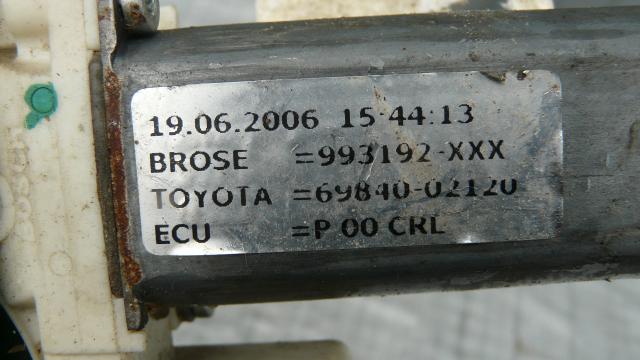 19.06.2006 15:44:13
BROSE =993192-XXX
TOYOTA =69840-02120
ECU =P 00 CRL